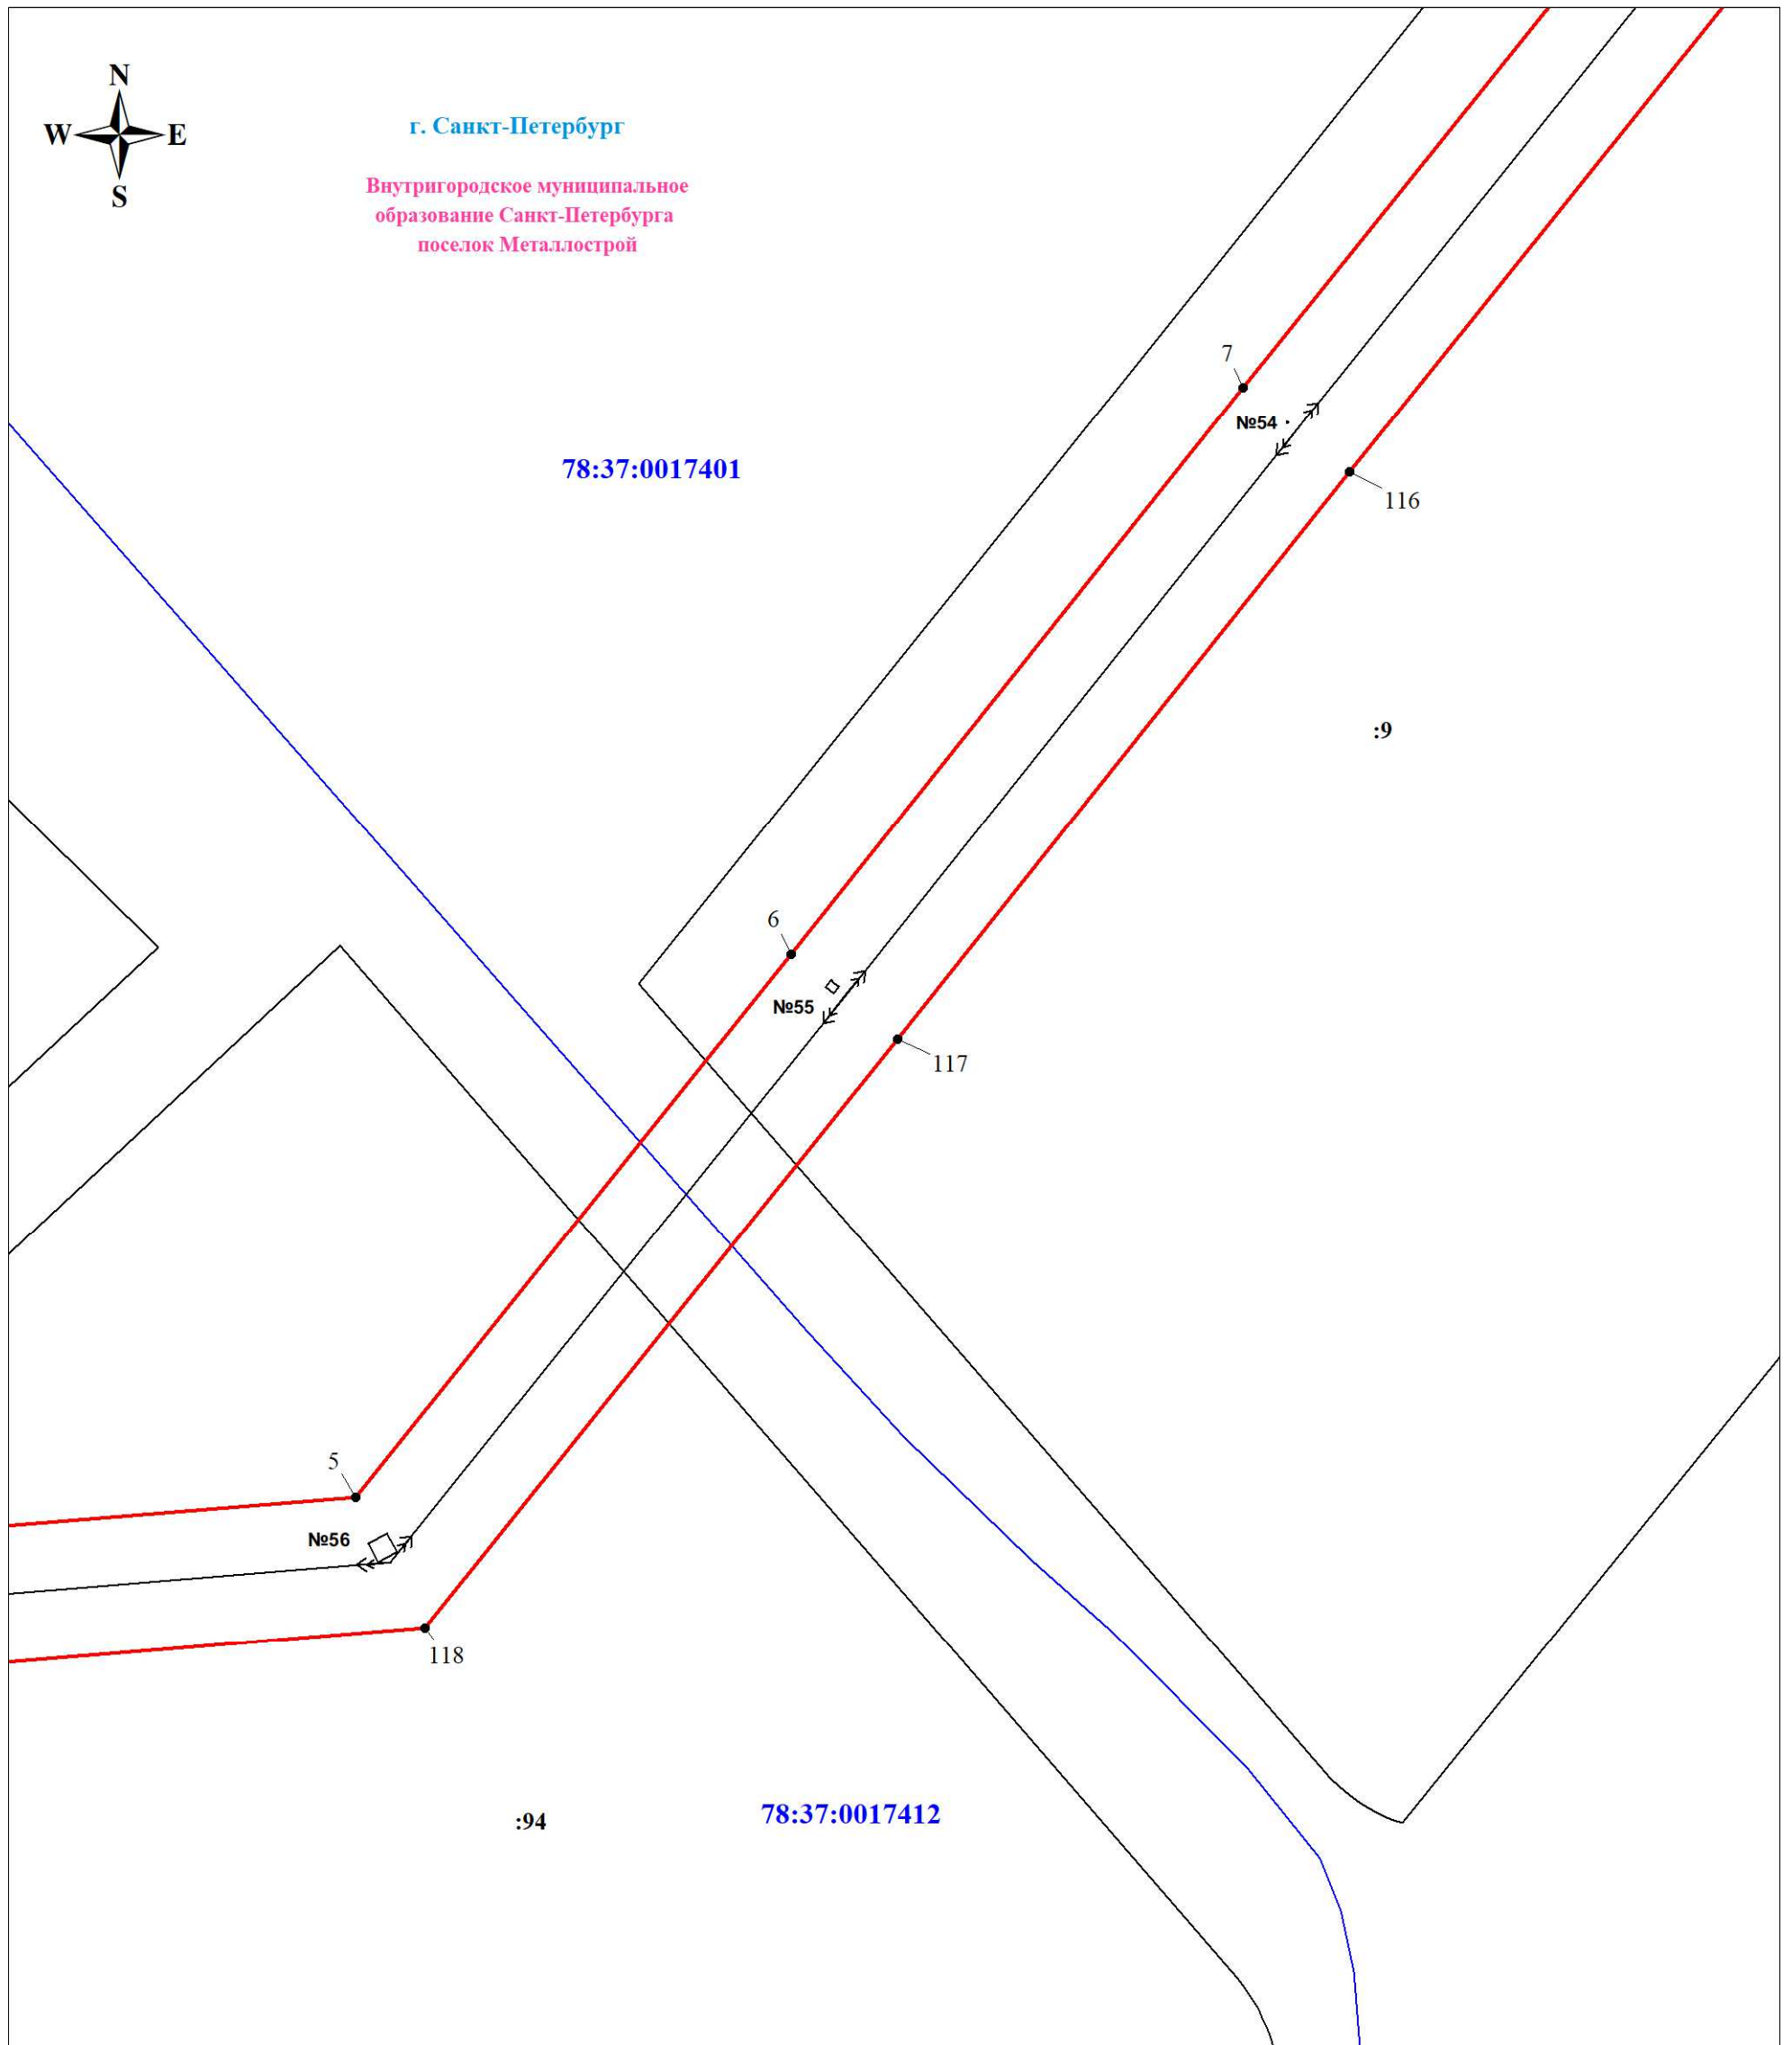 N
W E
S
г. Санкт-Петербург
Внутригородское муниципальное
образование Санкт-Петербурга
поселок Металлострой
7
№54
78:37:0017401
116
:9
6
№55
117
5
№56
118
:94
78:37:0017412